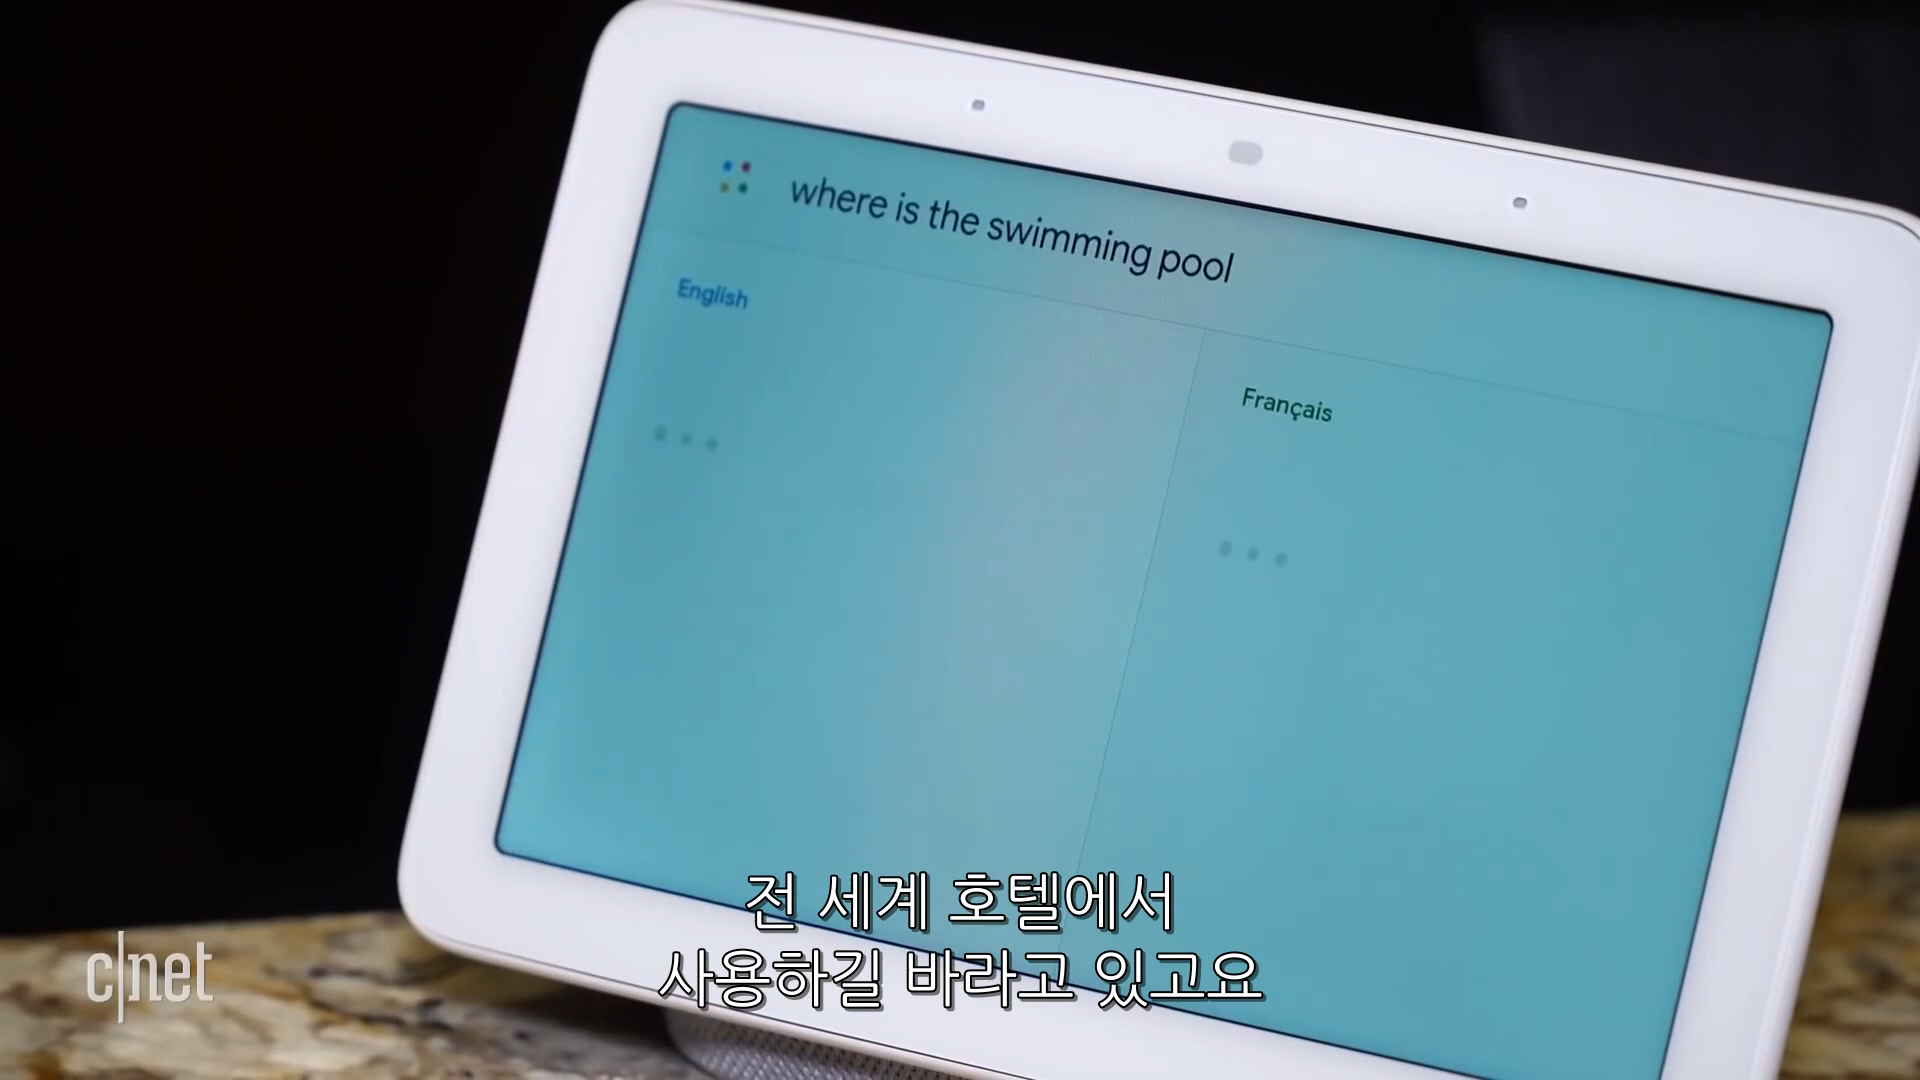 where is the swimming pool
English
Français
전 세계 호텔에서
사용하길 바라고 있고요
c|net